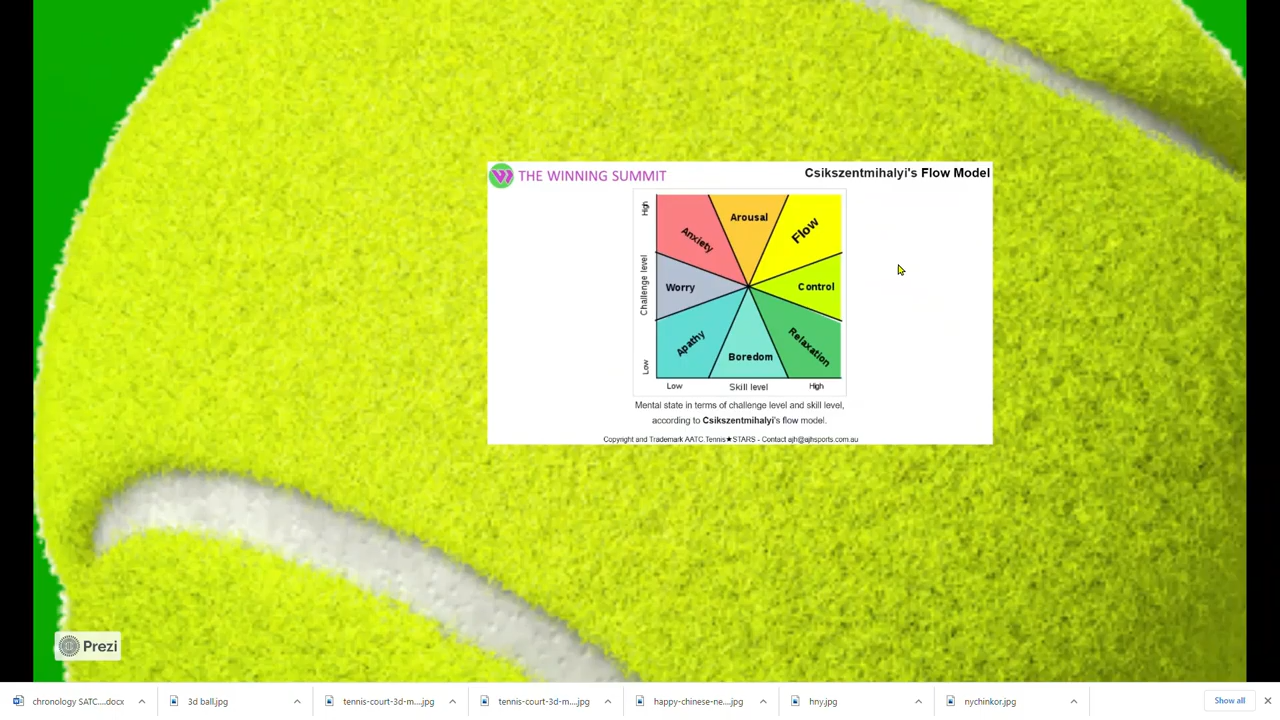 THE WINNING SUMMIT
Csikszentmihalyi's Flow Model
High
Challenge level
Low
Anxiety
Arousal
Flow
Worry
Control
Apathy
Boredom
Relaxation
Low
Skill level
High
Mental state in terms of challenge level and skill level,
according to Csikszentmihalyi's flow model.
Copyright and Trademark AATC.Tennis★STARS - Contact ajh@ajhsports.com.au
Prezi
chronology SATC....docx
3d ball.jpg
tennis-court-3d-m....jpg
tennis-court-3d-m....jpg
happy-chinese-ne....jpg
hny.jpg
nychinkor.jpg
Show all